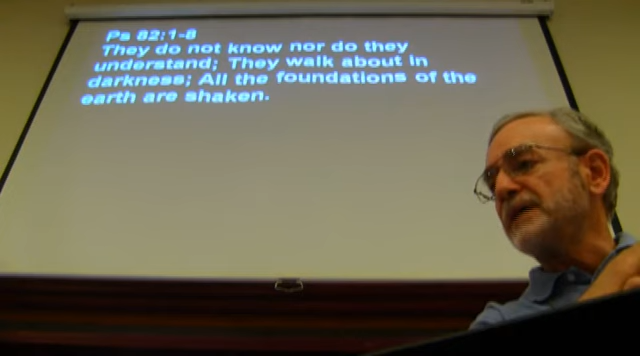 Ps 82:1-8
They do not know nor do they
understand; They walk about in
darkness; All the foundations of the
earth are shaken.